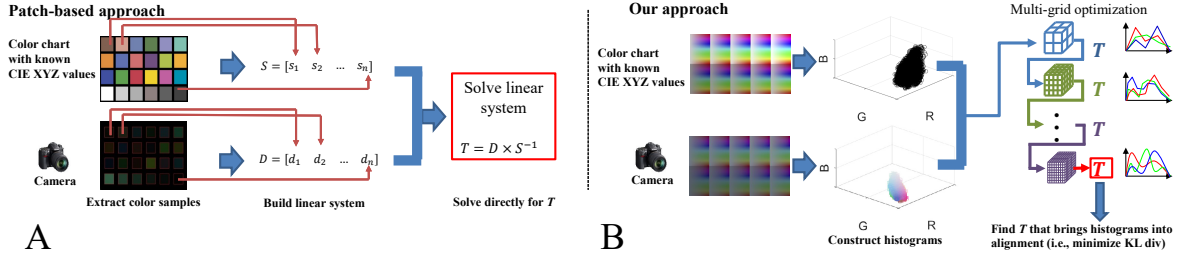 Patch-based approach
Color chart
with known
CIE XYZ values
S = [s₁ s₂ … sₙ]
Camera
D = [d₁ d₂ … dₙ]
Solve linear
system
T = D × S⁻¹
Extract color samples
Build linear system
Solve directly for T
A
Our approach
Color chart
with known
CIE XYZ values
Camera
B
G
R
B
G
R
Construct histograms
Multi-grid optimization
T
T
T
T
Find T that brings histograms into
alignment (i.e., minimize KL div)
B